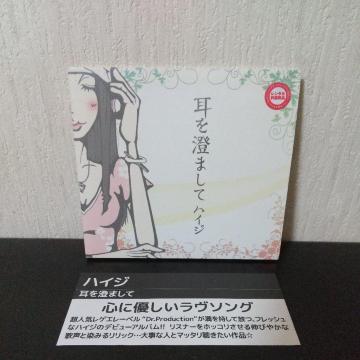 耳を澄まして ハイジ
レンタル
ハイジ
耳を澄まして
心に優しいラヴソング
超人気レゲエレーベル“Dr.Production”が満を持して放つ、フレッシュ
なハイジのデビューアルバム!! リスナーをホッコリさせる伸びやかな
歌声と染みるリリック…大事な人とマッタリ聴きたい作品☆